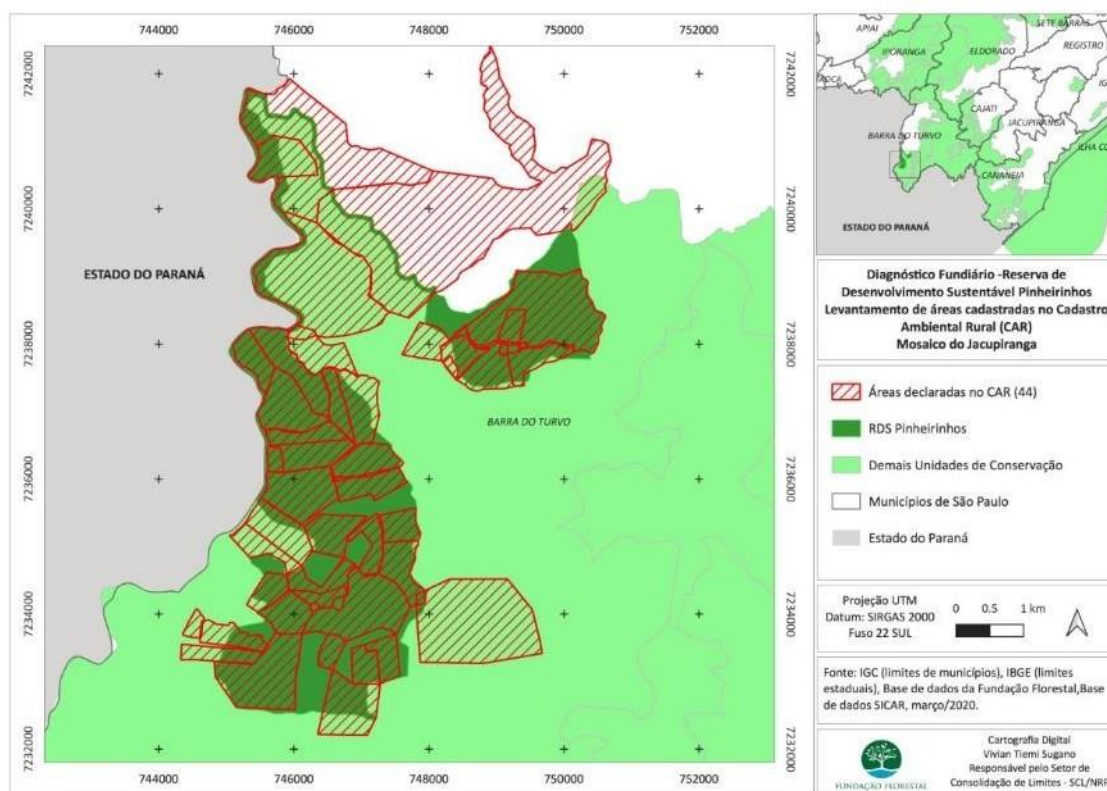 744000 746000 748000 750000 752000
7242000 7242000
7240000 7240000
7238000 7238000
7236000 7236000
7234000 7234000
7232000 7232000
744000 746000 748000 750000 752000
ESTADO DO PARANÁ
BARRA DO TURVO
SETE BARRAS
APIAI
IPORANGA
ELDORADO
REGISTRO
CAJATI
JACUPIRANGA
BARRA DO TURVO
ILHA CO
CANANEIA
ESTADO DO PARANÁ
Diagnóstico Fundiário -Reserva de
Desenvolvimento Sustentável Pinheirinhos
Levantamento de áreas cadastradas no Cadastro
Ambiental Rural (CAR)
Mosaico do Jacupiranga
Áreas declaradas no CAR (44)
RDS Pinheirinhos
Demais Unidades de Conservação
Municípios de São Paulo
Estado do Paraná
Projeção UTM
Datum: SIRGAS 2000
Fuso 22 SUL
0 0.5 1 km
Fonte: IGC (limites de municípios), IBGE (limites
estaduais), Base de dados da Fundação Florestal,Base
de dados SICAR, março/2020.
FUNDAÇÃO FLORESTAL
Cartografia Digital
Vivian Tiemi Sugano
Responsável pelo Setor de
Consolidação de Limites - SCL/NRF